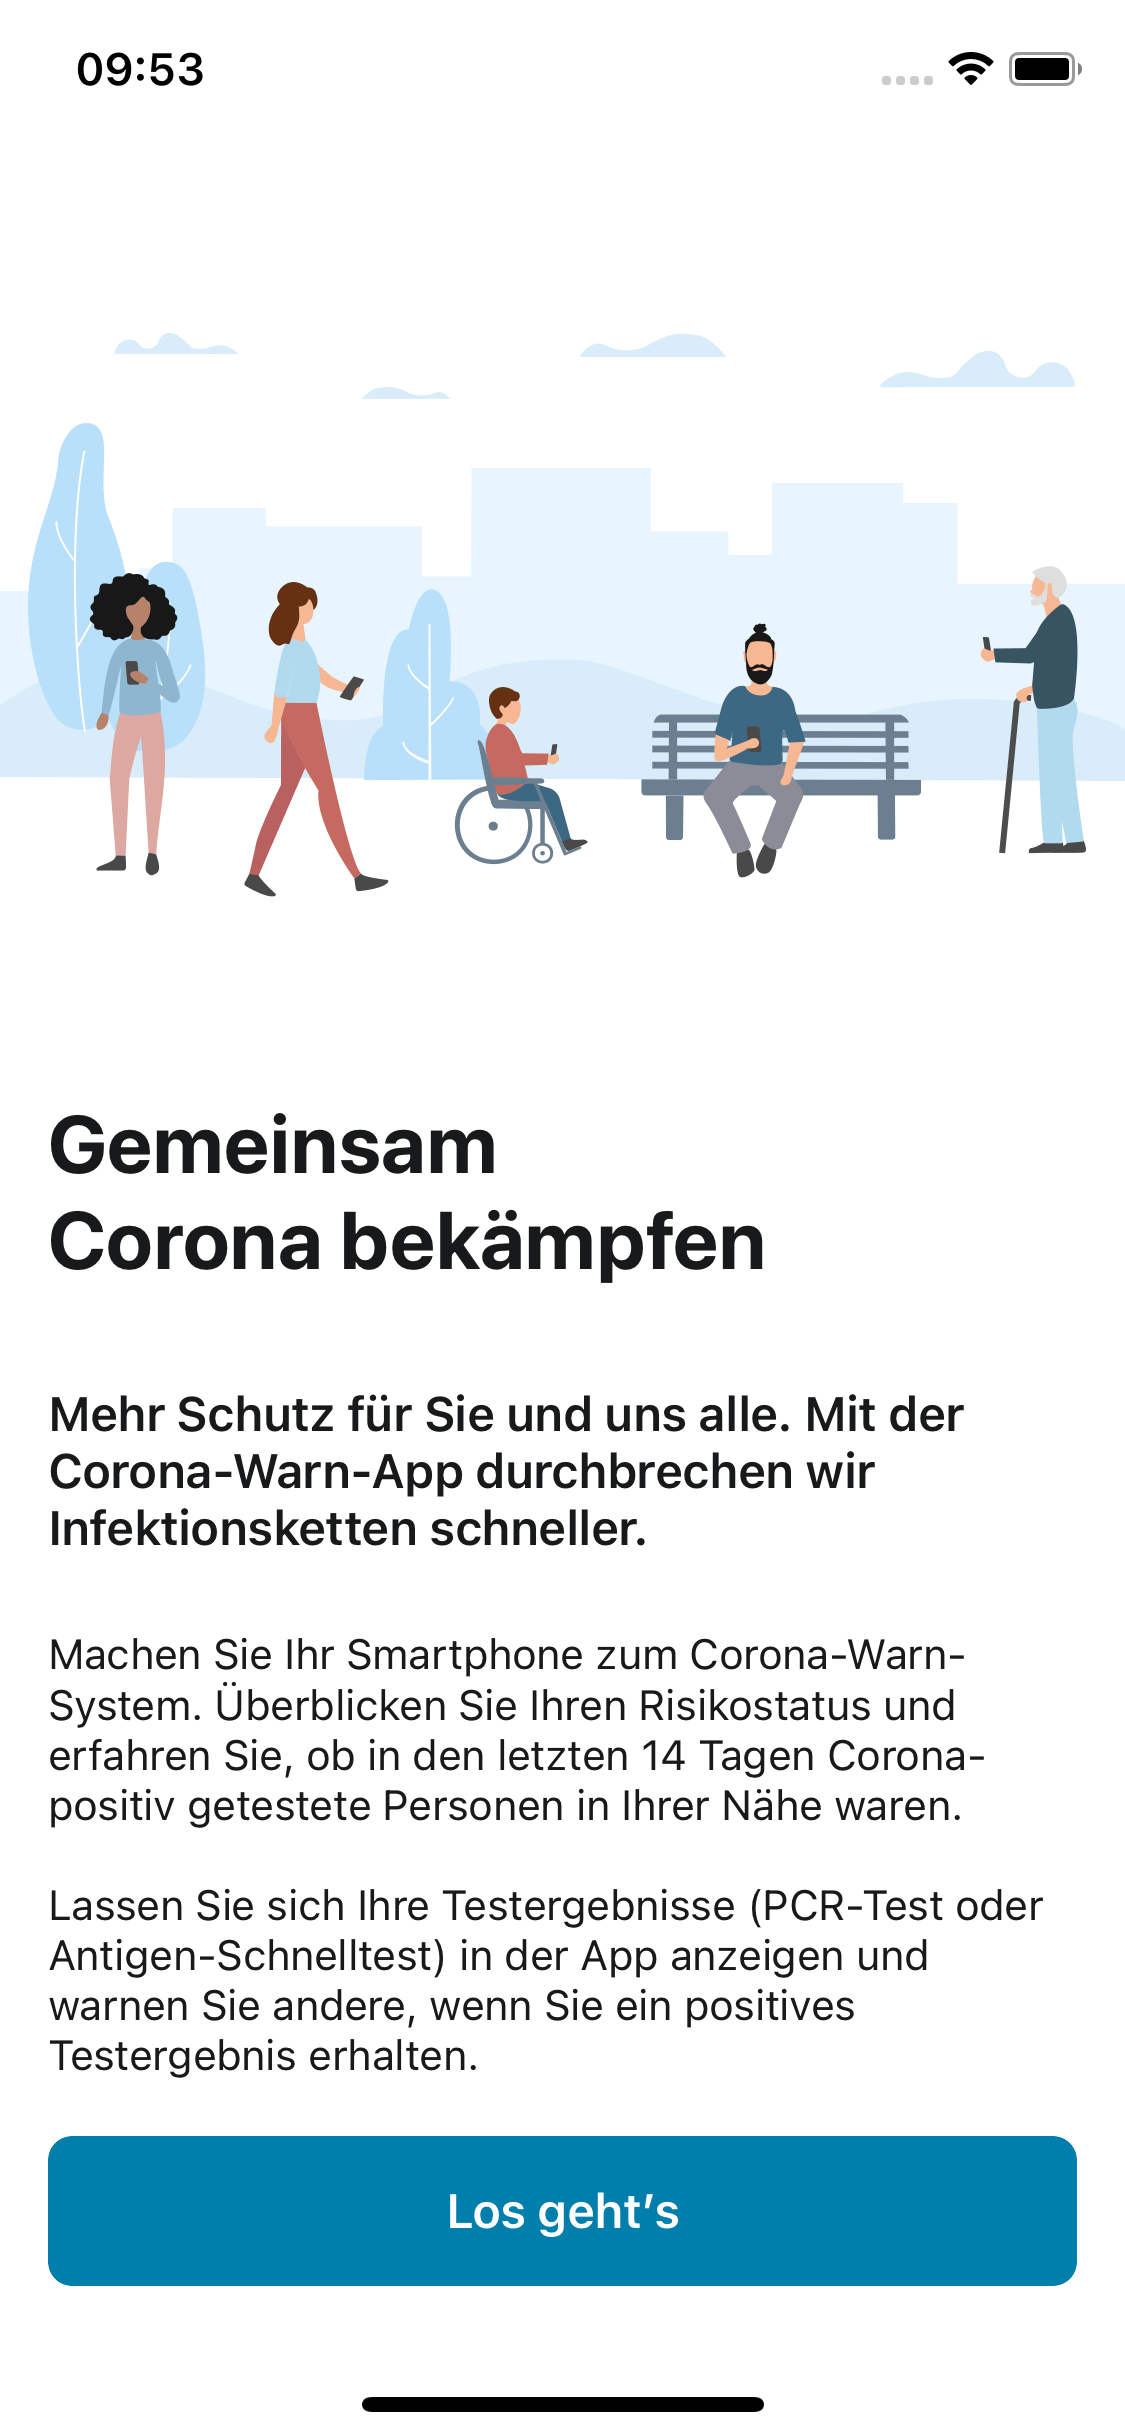 09:53
Gemeinsam
Corona bekämpfen
Mehr Schutz für Sie und uns alle. Mit der
Corona-Warn-App durchbrechen wir
Infektionsketten schneller.
Machen Sie Ihr Smartphone zum Corona-Warn-
System. Überblicken Sie Ihren Risikostatus und
erfahren Sie, ob in den letzten 14 Tagen Corona-
positiv getestete Personen in Ihrer Nähe waren.
Lassen Sie sich Ihre Testergebnisse (PCR-Test oder
Antigen-Schnelltest) in der App anzeigen und
warnen Sie andere, wenn Sie ein positives
Testergebnis erhalten.
Los geht’s